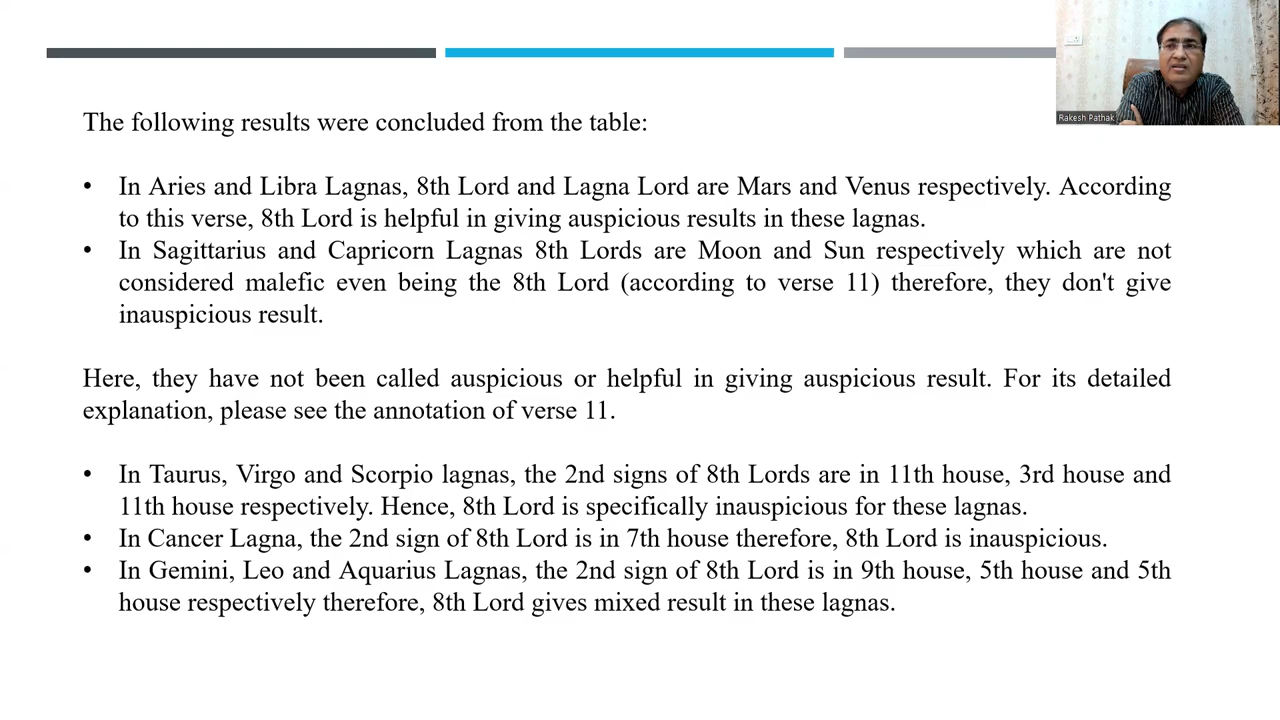 Rakesh Pathak
The following results were concluded from the table:
• In Aries and Libra Lagnas, 8th Lord and Lagna Lord are Mars and Venus respectively. According
to this verse, 8th Lord is helpful in giving auspicious results in these lagnas.
• In Sagittarius and Capricorn Lagnas 8th Lords are Moon and Sun respectively which are not
considered malefic even being the 8th Lord (according to verse 11) therefore, they don't give
inauspicious result.
Here, they have not been called auspicious or helpful in giving auspicious result. For its detailed
explanation, please see the annotation of verse 11.
• In Taurus, Virgo and Scorpio lagnas, the 2nd signs of 8th Lords are in 11th house, 3rd house and
11th house respectively. Hence, 8th Lord is specifically inauspicious for these lagnas.
• In Cancer Lagna, the 2nd sign of 8th Lord is in 7th house therefore, 8th Lord is inauspicious.
• In Gemini, Leo and Aquarius Lagnas, the 2nd sign of 8th Lord is in 9th house, 5th house and 5th
house respectively therefore, 8th Lord gives mixed result in these lagnas.